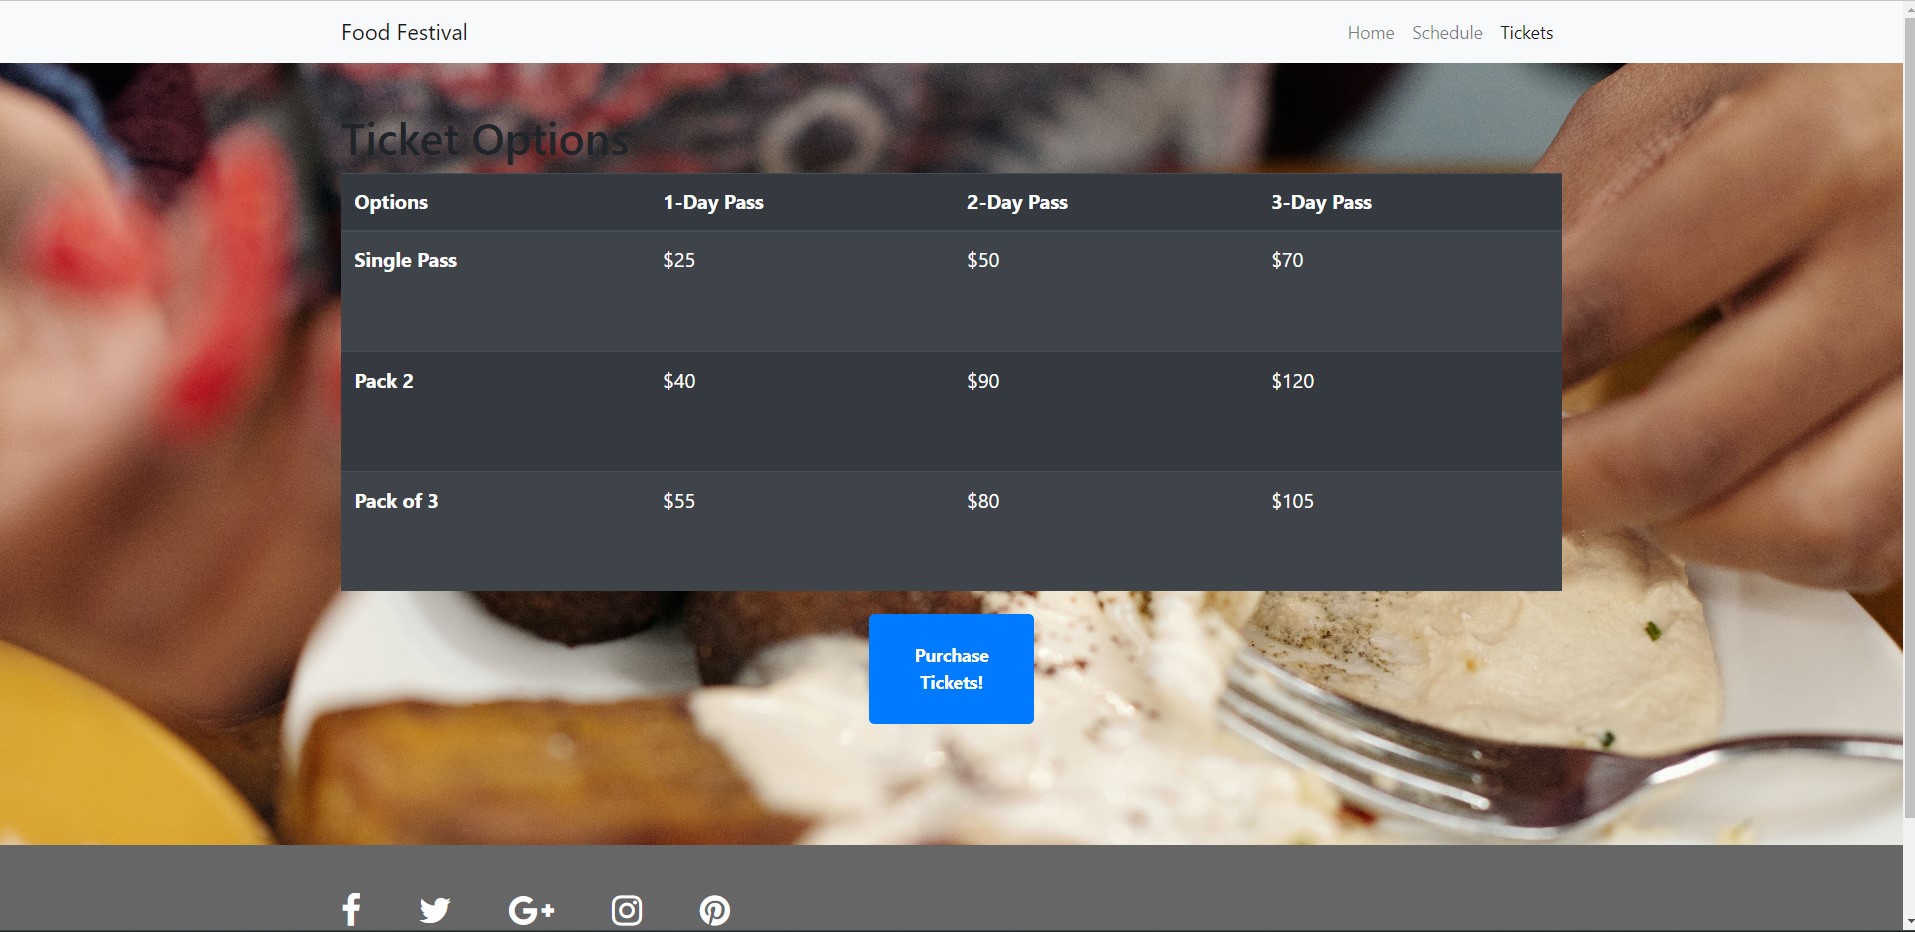 Food Festival
Home Schedule Tickets
Ticket Options
Options 1-Day Pass 2-Day Pass 3-Day Pass
Single Pass $25 $50 $70
Pack 2 $40 $90 $120
Pack of 3 $55 $80 $105
Purchase
Tickets!